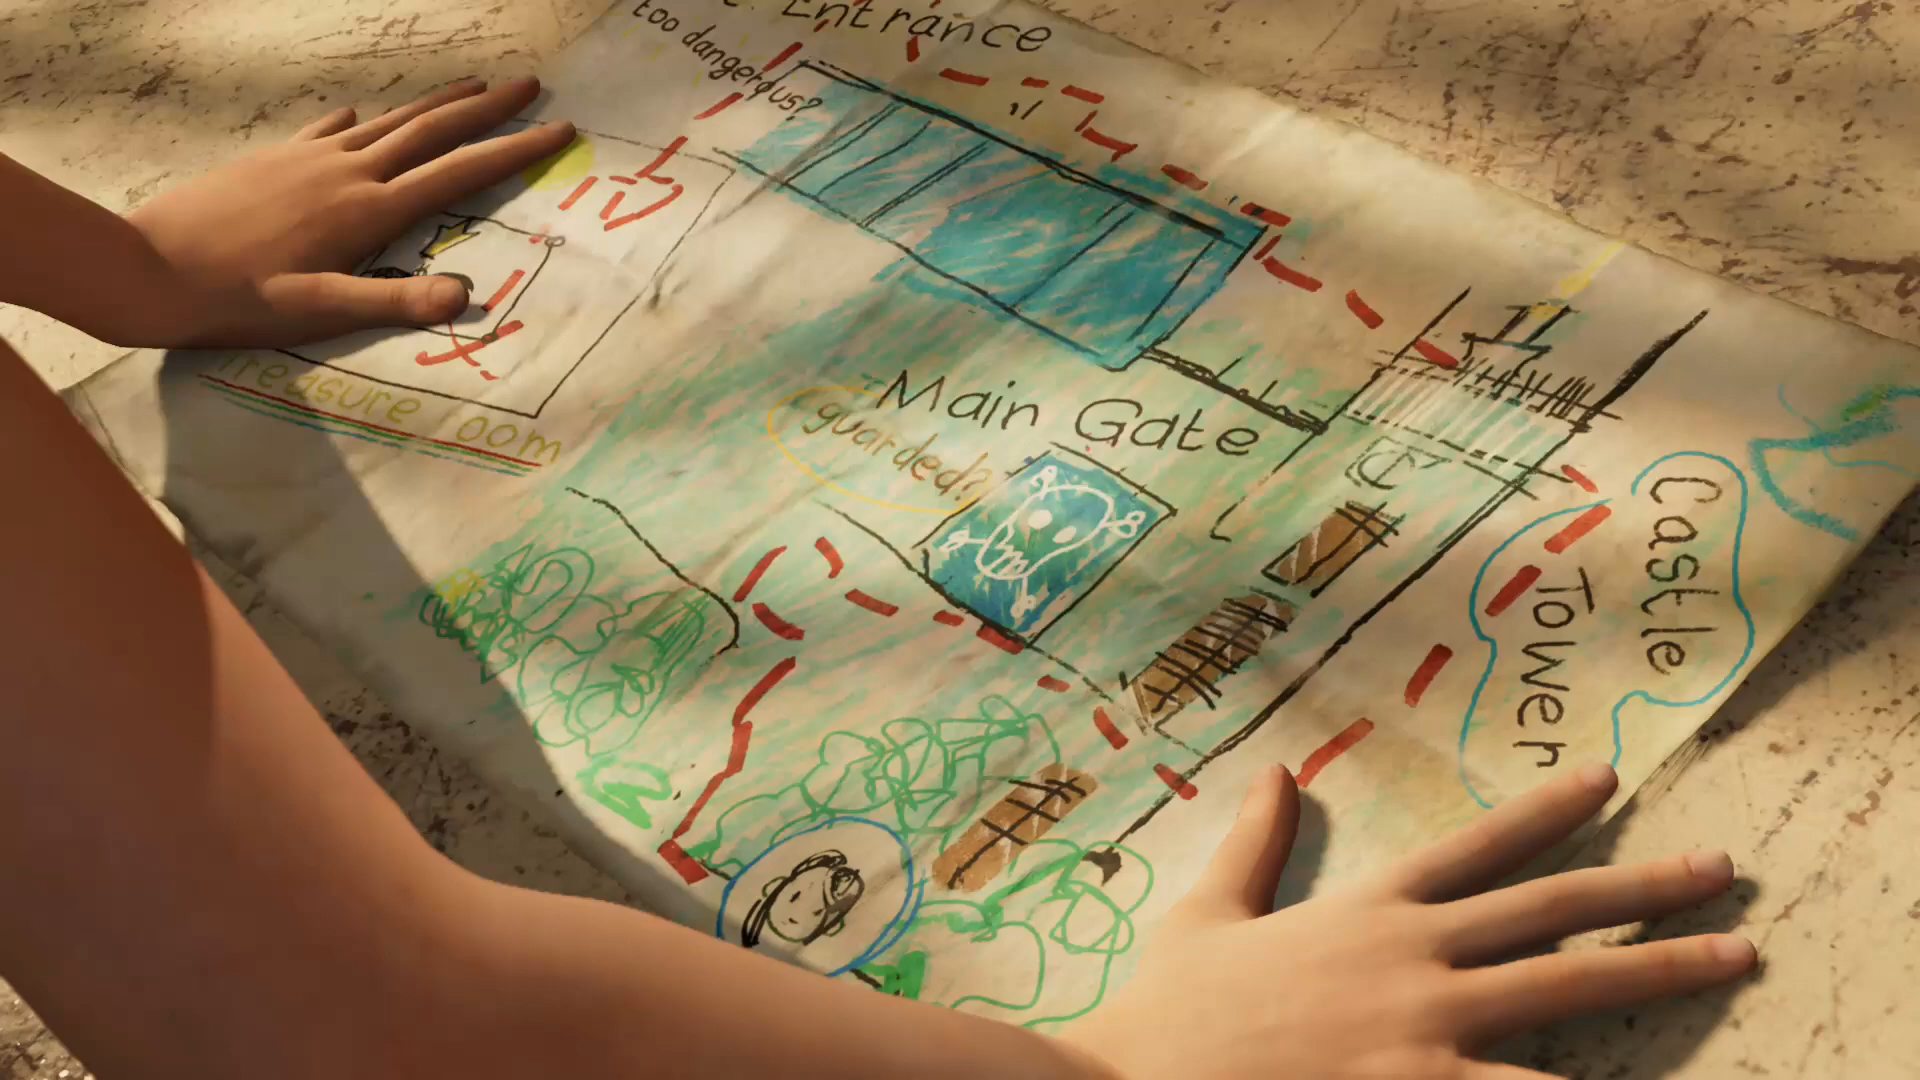 Entrance
too dangerous?
Main Gate
guarded?
Treasure room
Castle
Tower